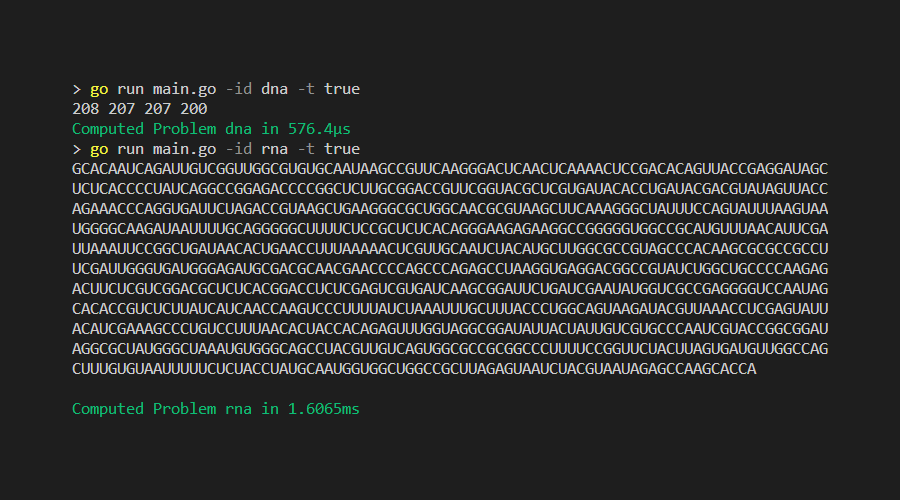 > go run main.go -id dna -t true
208 207 207 200
Computed Problem dna in 576.4µs
> go run main.go -id rna -t true
GCACAAUCAGAUUGUCGGUUGGCGUGUGCAAUAAGCCGUUCAAGGGACUCAACUCAAAACUCCGACACAGUUACCGAGGAUAGC
UCUCACCCCUAUCAGGCCGGAGACCCCGGCUCUUGCGGACCGUUCGGUACGCUCGUGAUACACCUGAUACGACGUAUAGUUACC
AGAAACCCAGGUGAUUCUAGACCGUAAGCUGAAGGGCGCUGGCAACGCGUAAGCUUCAAAGGGCUAUUUCCAGUAUUUAAGUAA
UGGGGCAAGAUAAUUUUGCAGGGGGCUUUUCUCCGCUCUCACAGGGAAGAGAAGGCCGGGGGUGGCCGCAUGUUUAACAUUCGA
UUAAAUUCCGGCUGAUAACACUGAACCUUUAAAAACUCGUUGCAAUCUACAUGCUUGGCGCCGUAGCCCACAAGCGCGCCGCCU
UCGAUUGGGUGAUGGGAGAUGCGACGCAACGAACCCCAGCCCAGAGCCUAAGGUGAGGACGGCCGUAUCUGGCUGCCCCAAGAG
ACUUCUCGUCGGACGCUCUCACGGACCUCUCGAGUCGUGAUCAAGCGGAUUCUGAUCGAAUAUGGUCGCCGAGGGGUCCAAUAG
CACACCGUCUCUUAUCAUCAACCAAGUCCCUUUUAUCUAAAUUUGCUUUACCCUGGCAGUAAGAUACGUUAAACCUCGAGUAUU
ACAUCGAAAGCCCUGUCCUUUAACACUACCACAGAGUUUGGUAGGCGGAUAUUACUAUUGUCGUGCCCAAUCGUACCGGCGGAU
AGGCGCUAUGGGCUAAAUGUGGGCAGCCUACGUUGUCAGUGGCGCCGCGGCCCUUUUCCGGUUCUACUUAGUGAUGUUGGCCAG
CUUUGUGUAAUUUUUCUCUACCUAUGCAAUGGUGGCUGGCCGCUUAGAGUAAUCUACGUAAUAGAGCCAAGCACCA
Computed Problem rna in 1.6065ms